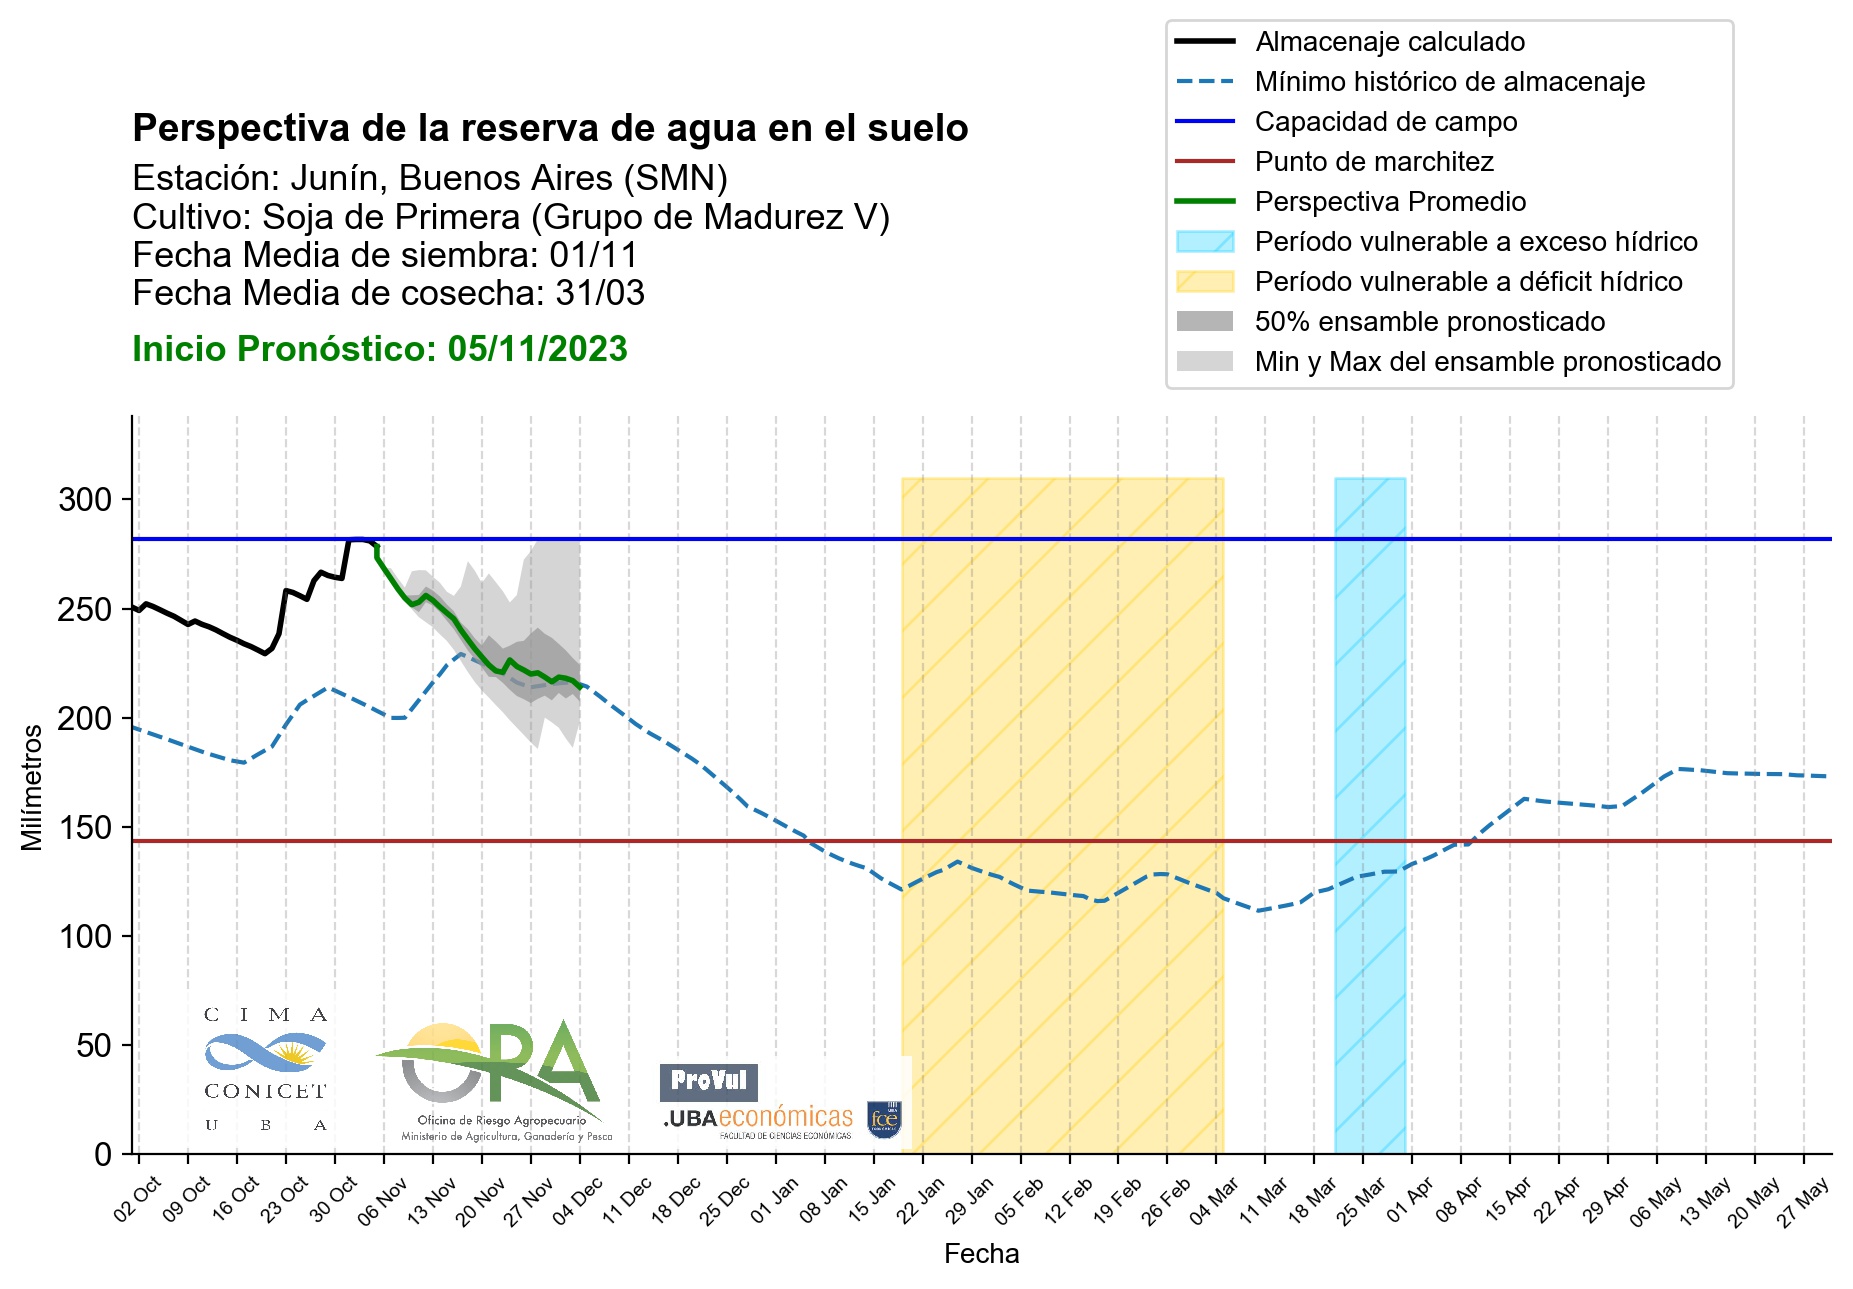 Almacenaje calculado
Mínimo histórico de almacenaje
Capacidad de campo
Punto de marchitez
Perspectiva Promedio
Período vulnerable a exceso hídrico
Período vulnerable a déficit hídrico
50% ensamble pronosticado
Min y Max del ensamble pronosticado
Perspectiva de la reserva de agua en el suelo
Estación: Junín, Buenos Aires (SMN)
Cultivo: Soja de Primera (Grupo de Madurez V)
Fecha Media de siembra: 01/11
Fecha Media de cosecha: 31/03
Inicio Pronóstico: 05/11/2023
Milímetros
300
250
200
150
100
50
0
CIMA
CONICET
UBA
ORA
Oficina de Riesgo Agropecuario
Ministerio de Agricultura, Ganadería y Pesca
ProVul
.UBAeconómicas
FACULTAD DE CIENCIAS ECONÓMICAS
fce
02 Oct
09 Oct
16 Oct
23 Oct
30 Oct
06 Nov
13 Nov
20 Nov
27 Nov
04 Dec
11 Dec
18 Dec
25 Dec
01 Jan
08 Jan
15 Jan
22 Jan
29 Jan
05 Feb
12 Feb
19 Feb
26 Feb
04 Mar
11 Mar
18 Mar
25 Mar
01 Apr
08 Apr
15 Apr
22 Apr
29 Apr
06 May
13 May
20 May
27 May
Fecha